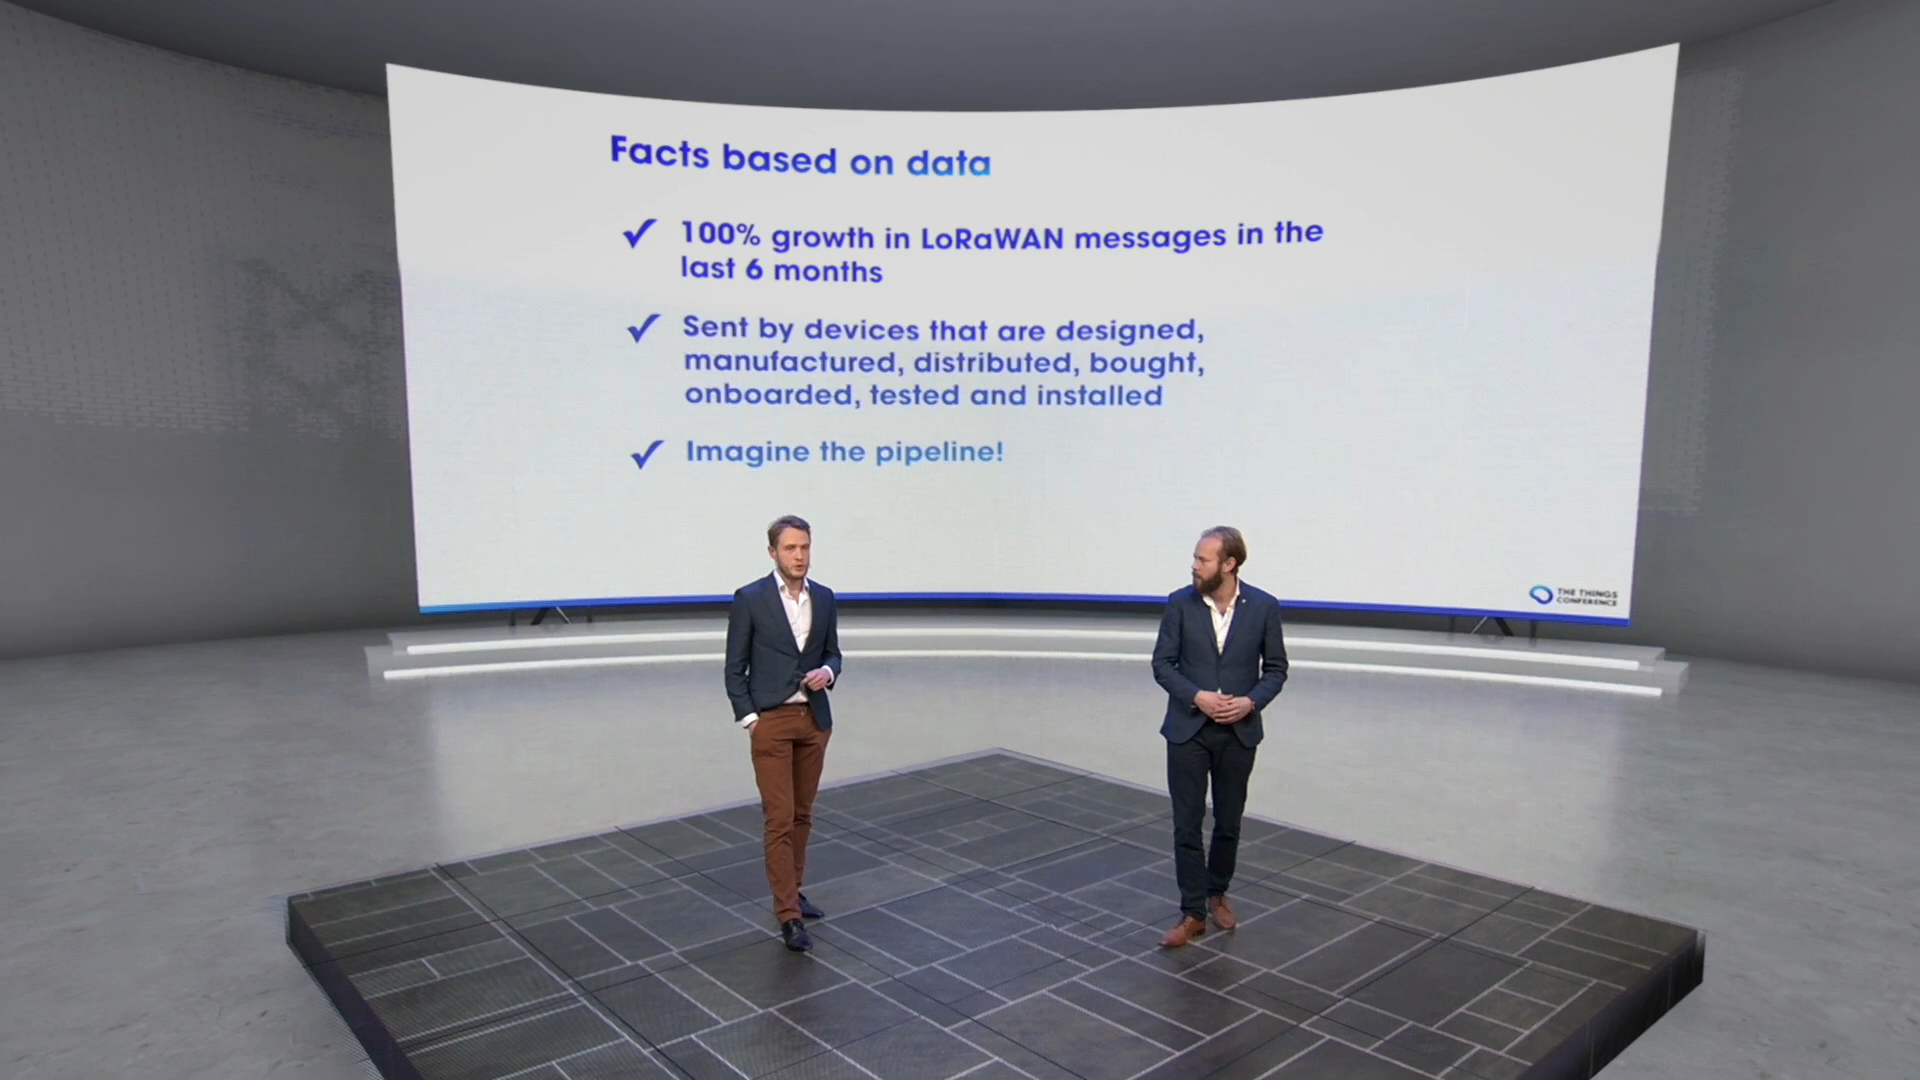 Facts based on data
100% growth in LoRaWAN messages in the
last 6 months
Sent by devices that are designed,
manufactured, distributed, bought,
onboarded, tested and installed
Imagine the pipeline!
THE THINGS
CONFERENCE